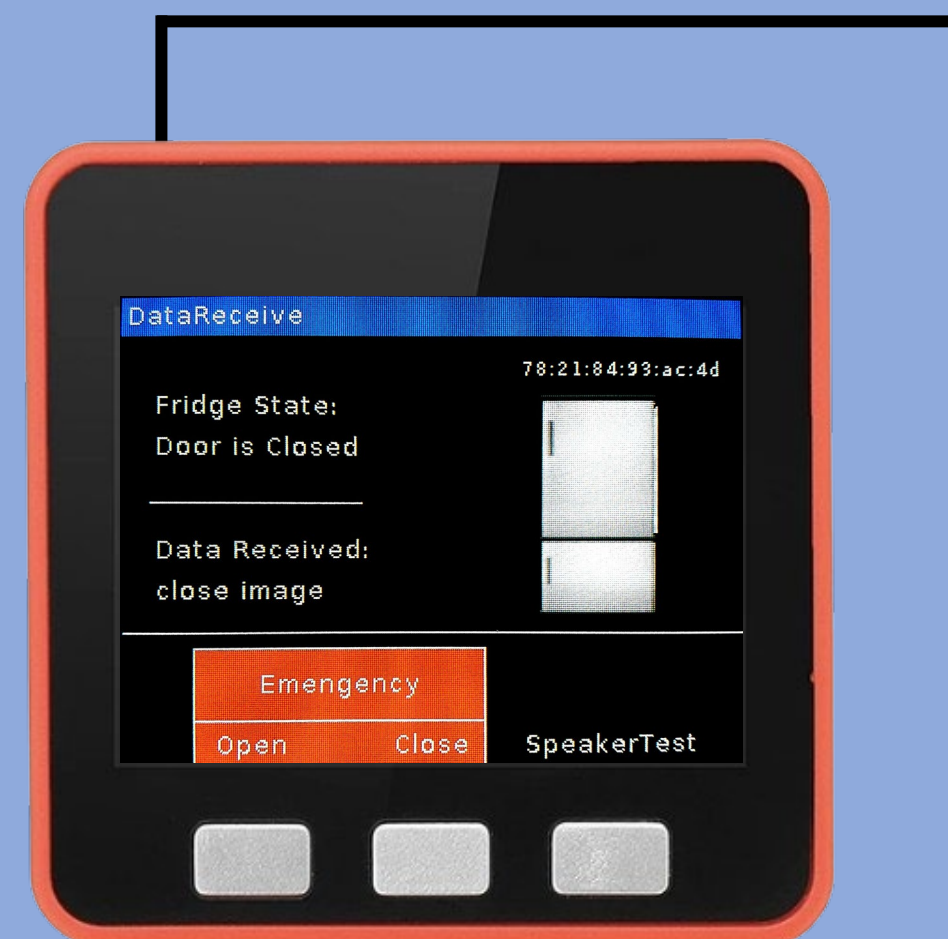 DataReceive
78:21:84:93:ac:4d
Fridge State:
Door is Closed
Data Received:
close image
Emengency
Open Close SpeakerTest